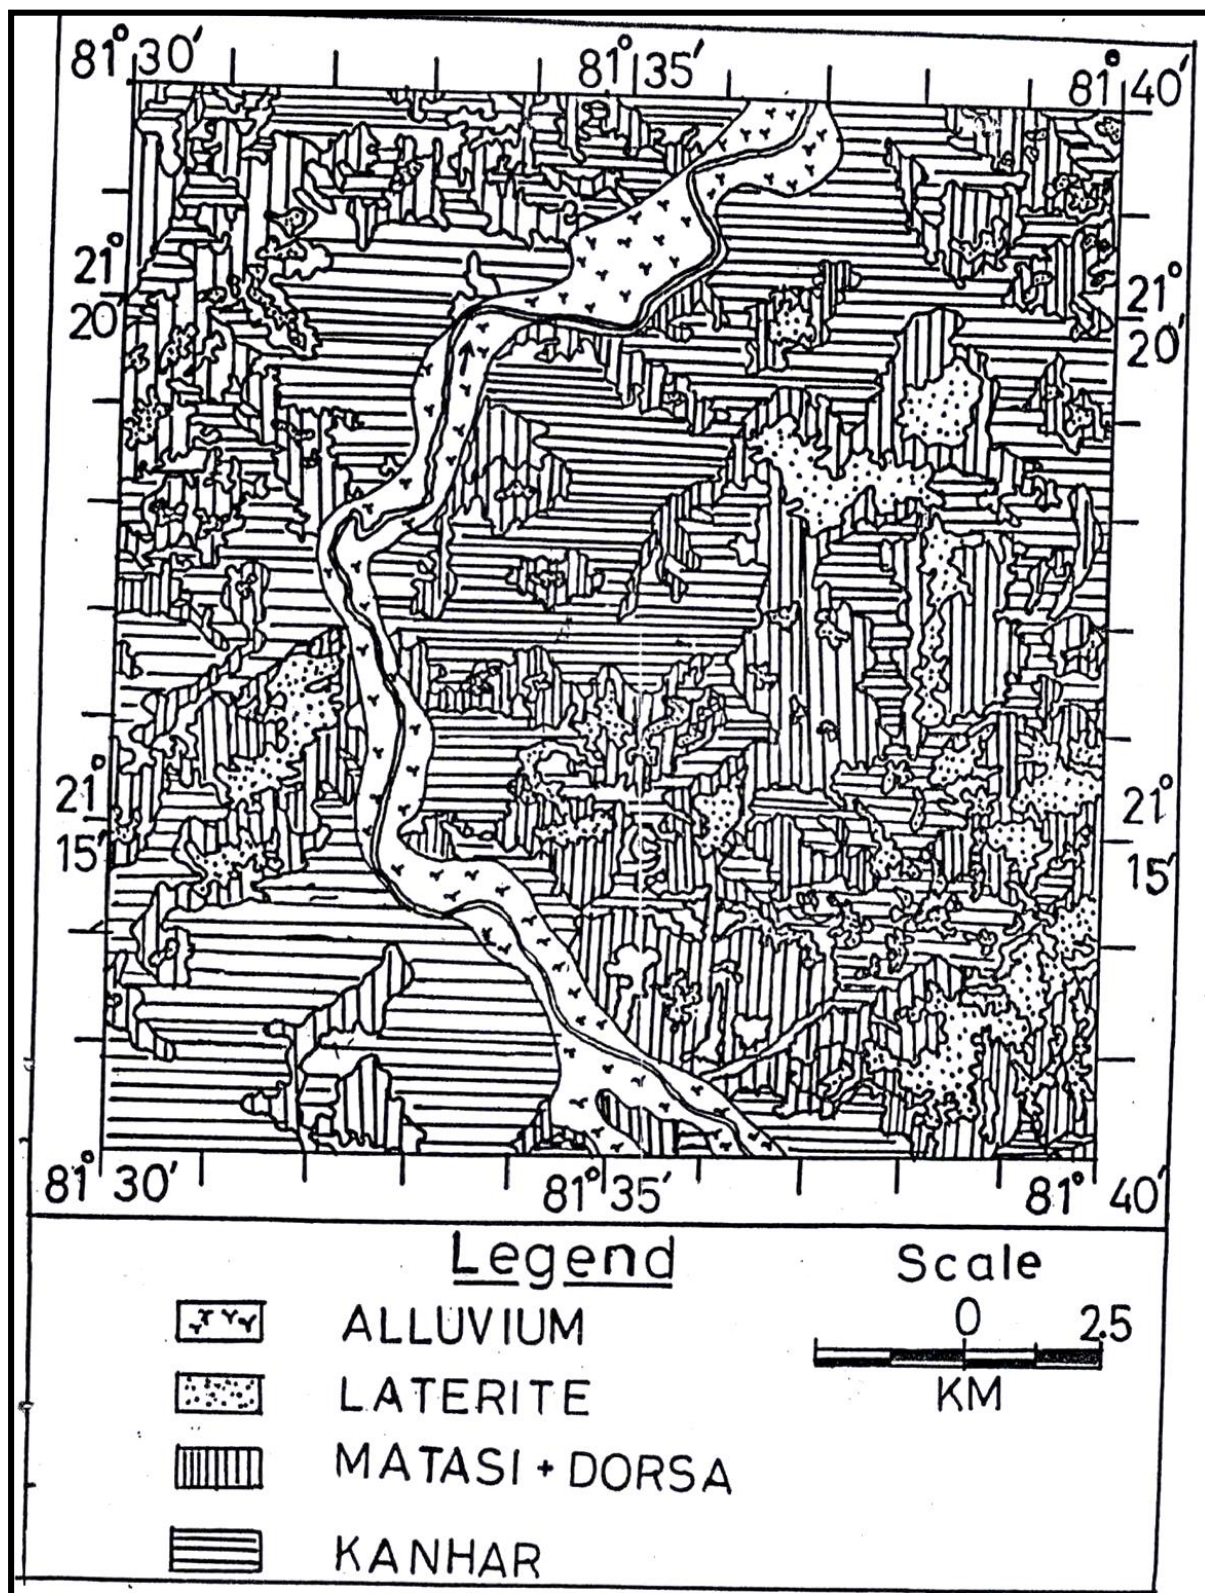 81°30′ 81°35′ 81°40′
21° 21°
20′ 20′
21° 21°
15′ 15′
81°30′ 81°35′ 81° 40′
Legend Scale
ALLUVIUM 0 2.5
LATERITE KM
MATASI + DORSA
KANHAR